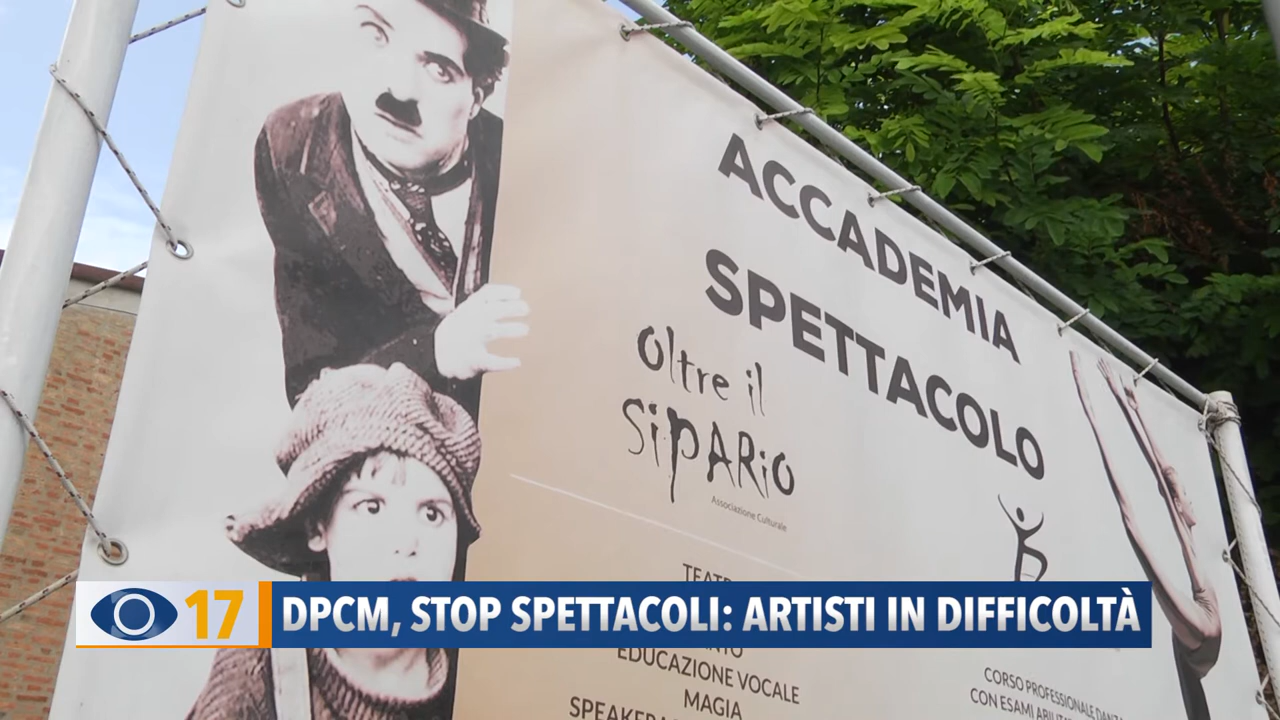 ACCADEMIA
SPETTACOLO
Oltre il
SIPARIO
Associazione Culturale
17 DPCM, STOP SPETTACOLI: ARTISTI IN DIFFICOLTÀ
EDUCAZIONE VOCALE
MAGIA
CORSO PROFESSIONALE DANZA
CON ESAMI